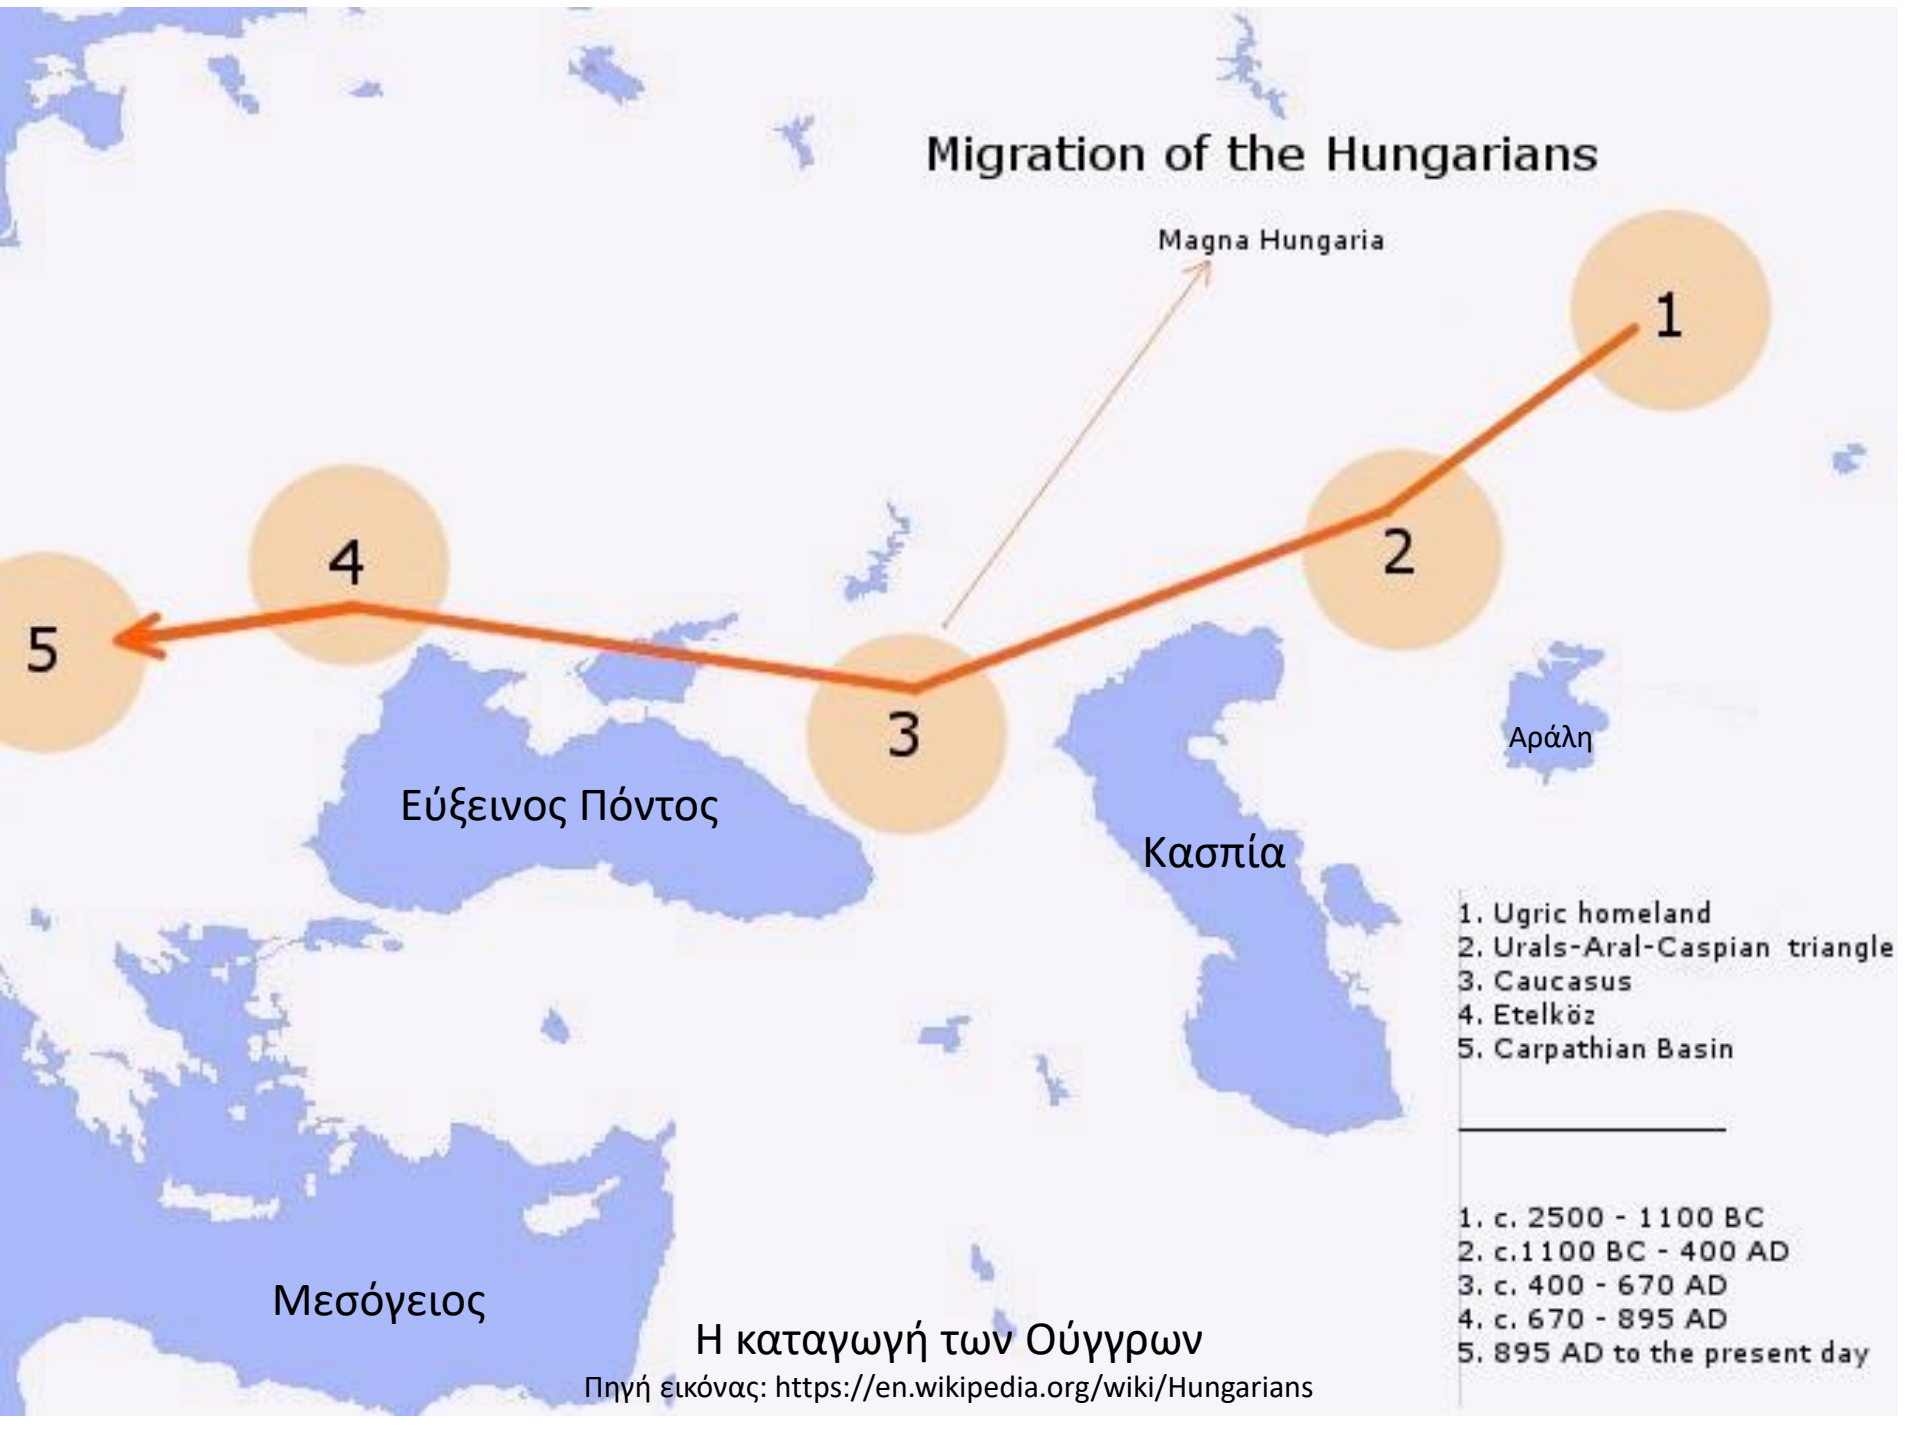 Migration of the Hungarians
Magna Hungaria
1
2
3
4
5
Αράλη
Εύξεινος Πόντος
Κασπία
Μεσόγειος
1. Ugric homeland
2. Urals-Aral-Caspian triangle
3. Caucasus
4. Etelköz
5. Carpathian Basin
1. c. 2500 - 1100 BC
2. c.1100 BC - 400 AD
3. c. 400 - 670 AD
4. c. 670 - 895 AD
5. 895 AD to the present day
Η καταγωγή των Ούγγρων
Πηγή εικόνας: https://en.wikipedia.org/wiki/Hungarians